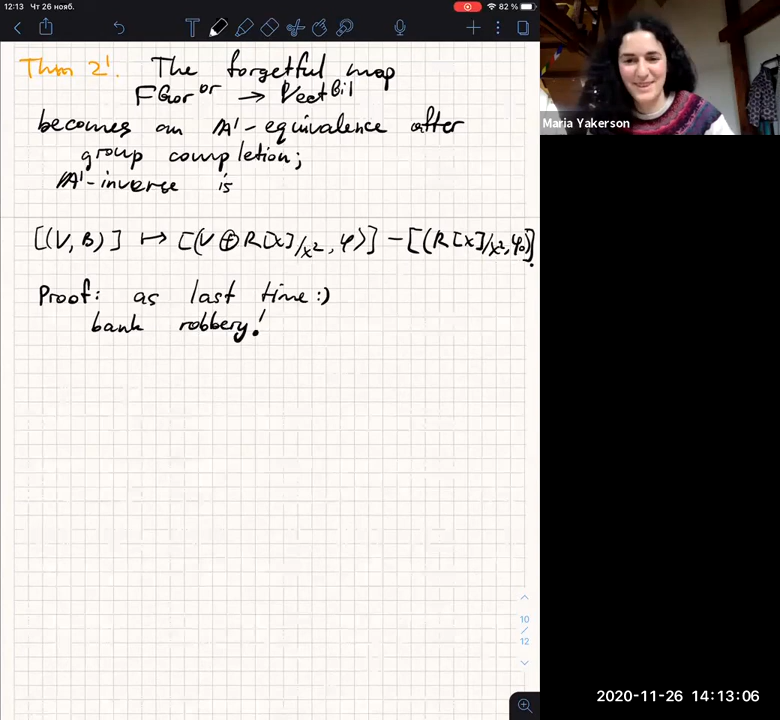 12:13 Чт 26 нояб.
82 %
Thm 2'. The forgetful map
FGor^or → Vect^bil
becomes an A¹-equivalence after
group completion;
A¹-inverse is
[(V, B)] ↦ [(V ⊕ R[x]/x², φ)] − [(R[x]/x², φ₀)].
Proof: as last time :)
bank robbery!
Maria Yakerson
10
/
12
2020-11-26 14:13:06